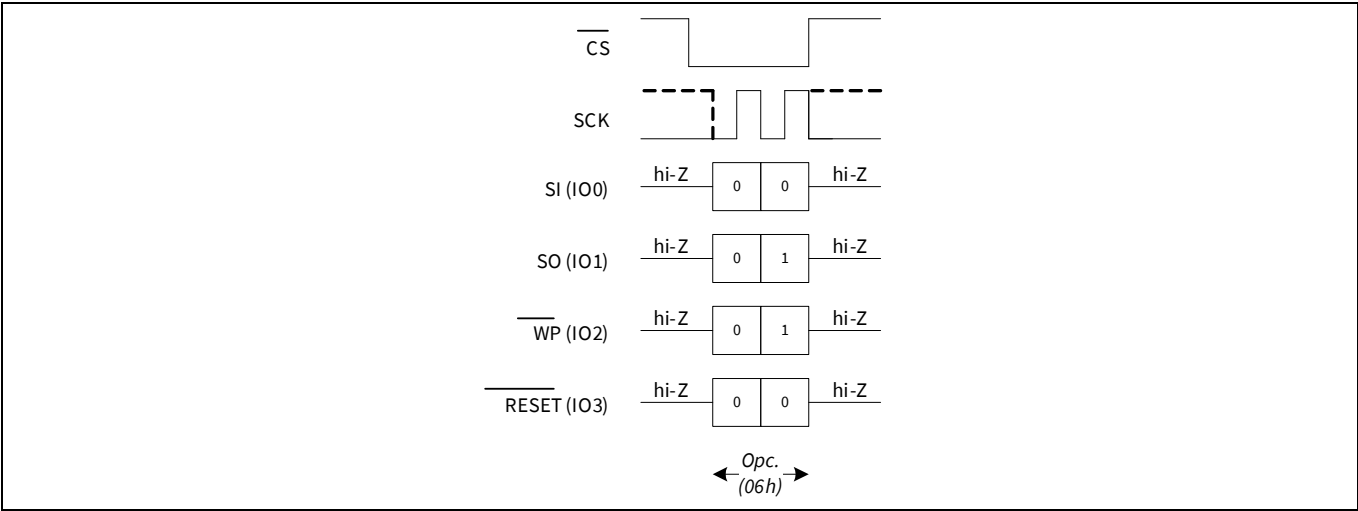 CS
SCK
SI (IO0) hi-Z 0 0 hi-Z
SO (IO1) hi-Z 0 1 hi-Z
WP (IO2) hi-Z 0 1 hi-Z
RESET (IO3) hi-Z 0 0 hi-Z
Opc.
(06h)